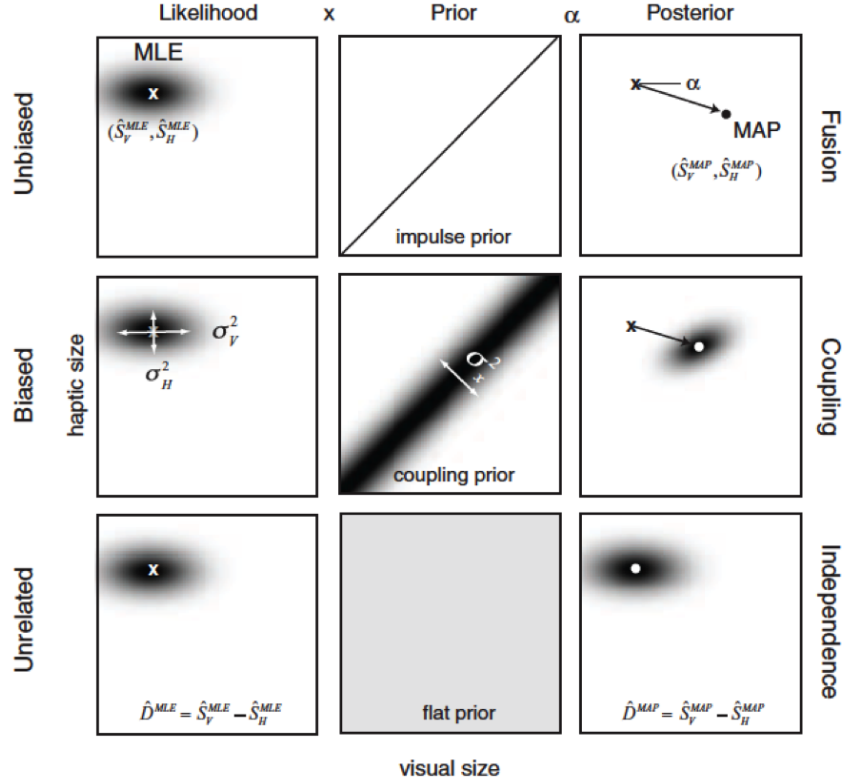 Likelihood x Prior α Posterior
Unbiased
MLE
x
(Ŝ_V^MLE, Ŝ_H^MLE)
impulse prior
x α
MAP
(Ŝ_V^MAP, Ŝ_H^MAP)
Fusion
Biased
haptic size
x
σ_V^2
σ_H^2
σ_x^2
coupling prior
x
Coupling
Unrelated
x
D̂^MLE = Ŝ_V^MLE – Ŝ_H^MLE
flat prior
D̂^MAP = Ŝ_V^MAP – Ŝ_H^MAP
Independence
visual size